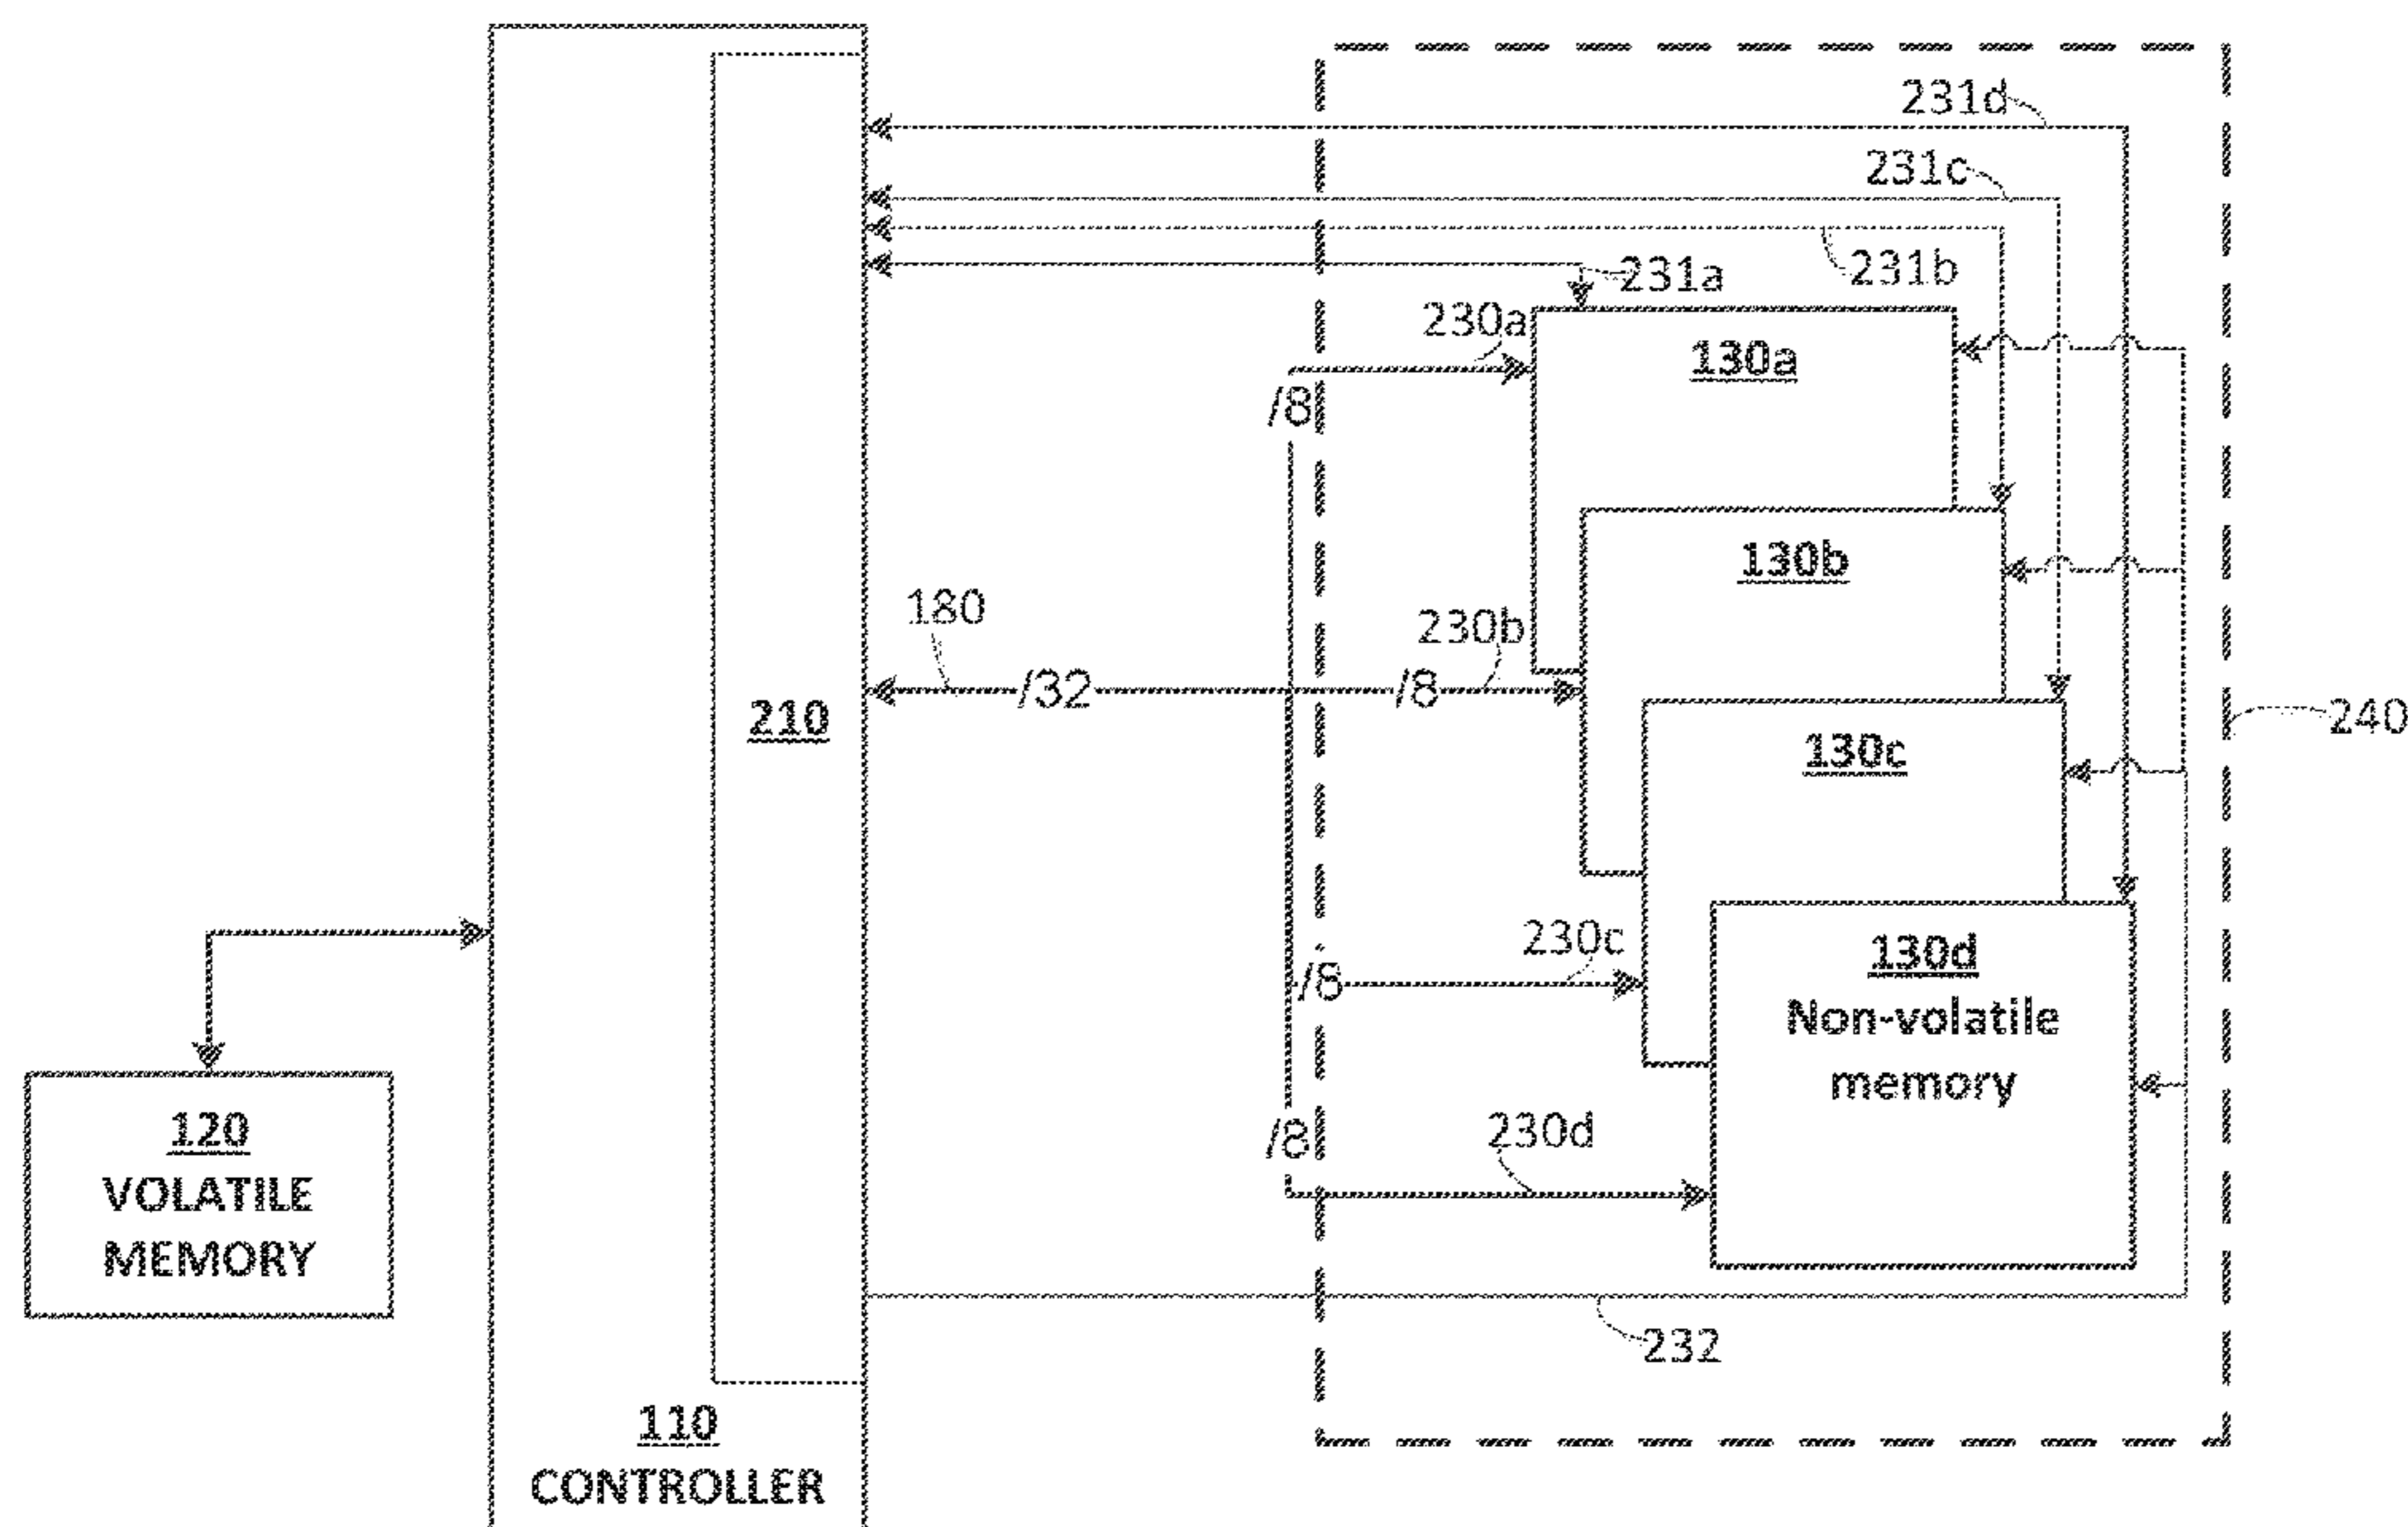 231d
231c
231b
231a
230a
130a
/8
130b
180
230b
/32
/8
210
130c
240
230c
130d
/8
Non-volatile
memory
120
VOLATILE
MEMORY
230d
/8
232
110
CONTROLLER